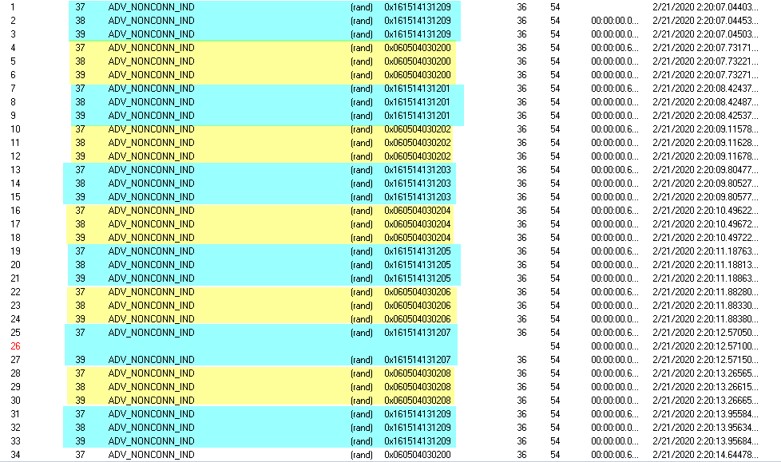 1 37 ADV_NONCONN_IND (rand) 0x161514131209 36 54 2/21/2020 2:20:07.04403...
2 38 ADV_NONCONN_IND (rand) 0x161514131209 36 54 00:00:00.0... 2/21/2020 2:20:07.04453...
3 39 ADV_NONCONN_IND (rand) 0x161514131209 36 54 00:00:00.0... 2/21/2020 2:20:07.04503...
4 37 ADV_NONCONN_IND (rand) 0x060504030200 36 54 00:00:00.6... 2/21/2020 2:20:07.73171...
5 38 ADV_NONCONN_IND (rand) 0x060504030200 36 54 00:00:00.0... 2/21/2020 2:20:07.73221...
6 39 ADV_NONCONN_IND (rand) 0x060504030200 36 54 00:00:00.0... 2/21/2020 2:20:07.73271...
7 37 ADV_NONCONN_IND (rand) 0x161514131201 36 54 00:00:00.6... 2/21/2020 2:20:08.42437...
8 38 ADV_NONCONN_IND (rand) 0x161514131201 36 54 00:00:00.0... 2/21/2020 2:20:08.42487...
9 39 ADV_NONCONN_IND (rand) 0x161514131201 36 54 00:00:00.0... 2/21/2020 2:20:08.42537...
10 37 ADV_NONCONN_IND (rand) 0x060504030202 36 54 00:00:00.6... 2/21/2020 2:20:09.11578...
11 38 ADV_NONCONN_IND (rand) 0x060504030202 36 54 00:00:00.0... 2/21/2020 2:20:09.11628...
12 39 ADV_NONCONN_IND (rand) 0x060504030202 36 54 00:00:00.0... 2/21/2020 2:20:09.11678...
13 37 ADV_NONCONN_IND (rand) 0x161514131203 36 54 00:00:00.6... 2/21/2020 2:20:09.80477...
14 38 ADV_NONCONN_IND (rand) 0x161514131203 36 54 00:00:00.0... 2/21/2020 2:20:09.80527...
15 39 ADV_NONCONN_IND (rand) 0x161514131203 36 54 00:00:00.0... 2/21/2020 2:20:09.80577...
16 37 ADV_NONCONN_IND (rand) 0x060504030204 36 54 00:00:00.6... 2/21/2020 2:20:10.49622...
17 38 ADV_NONCONN_IND (rand) 0x060504030204 36 54 00:00:00.0... 2/21/2020 2:20:10.49672...
18 39 ADV_NONCONN_IND (rand) 0x060504030204 36 54 00:00:00.0... 2/21/2020 2:20:10.49722...
19 37 ADV_NONCONN_IND (rand) 0x161514131205 36 54 00:00:00.6... 2/21/2020 2:20:11.18763...
20 38 ADV_NONCONN_IND (rand) 0x161514131205 36 54 00:00:00.0... 2/21/2020 2:20:11.18813...
21 39 ADV_NONCONN_IND (rand) 0x161514131205 36 54 00:00:00.0... 2/21/2020 2:20:11.18863...
22 37 ADV_NONCONN_IND (rand) 0x060504030206 36 54 00:00:00.6... 2/21/2020 2:20:11.88280...
23 38 ADV_NONCONN_IND (rand) 0x060504030206 36 54 00:00:00.0... 2/21/2020 2:20:11.88330...
24 39 ADV_NONCONN_IND (rand) 0x060504030206 36 54 00:00:00.0... 2/21/2020 2:20:11.88380...
25 37 ADV_NONCONN_IND (rand) 0x161514131207 36 54 00:00:00.6... 2/21/2020 2:20:12.57050...
26 54 00:00:00.0... 2/21/2020 2:20:12.57100...
27 39 ADV_NONCONN_IND (rand) 0x161514131207 36 54 00:00:00.0... 2/21/2020 2:20:12.57150...
28 37 ADV_NONCONN_IND (rand) 0x060504030208 36 54 00:00:00.6... 2/21/2020 2:20:13.26565...
29 38 ADV_NONCONN_IND (rand) 0x060504030208 36 54 00:00:00.0... 2/21/2020 2:20:13.26615...
30 39 ADV_NONCONN_IND (rand) 0x060504030208 36 54 00:00:00.0... 2/21/2020 2:20:13.26665...
31 37 ADV_NONCONN_IND (rand) 0x161514131209 36 54 00:00:00.6... 2/21/2020 2:20:13.95584...
32 38 ADV_NONCONN_IND (rand) 0x161514131209 36 54 00:00:00.0... 2/21/2020 2:20:13.95634...
33 39 ADV_NONCONN_IND (rand) 0x161514131209 36 54 00:00:00.0... 2/21/2020 2:20:13.95684...
34 37 ADV_NONCONN_IND (rand) 0x060504030200 36 54 00:00:00.6... 2/21/2020 2:20:14.64478...